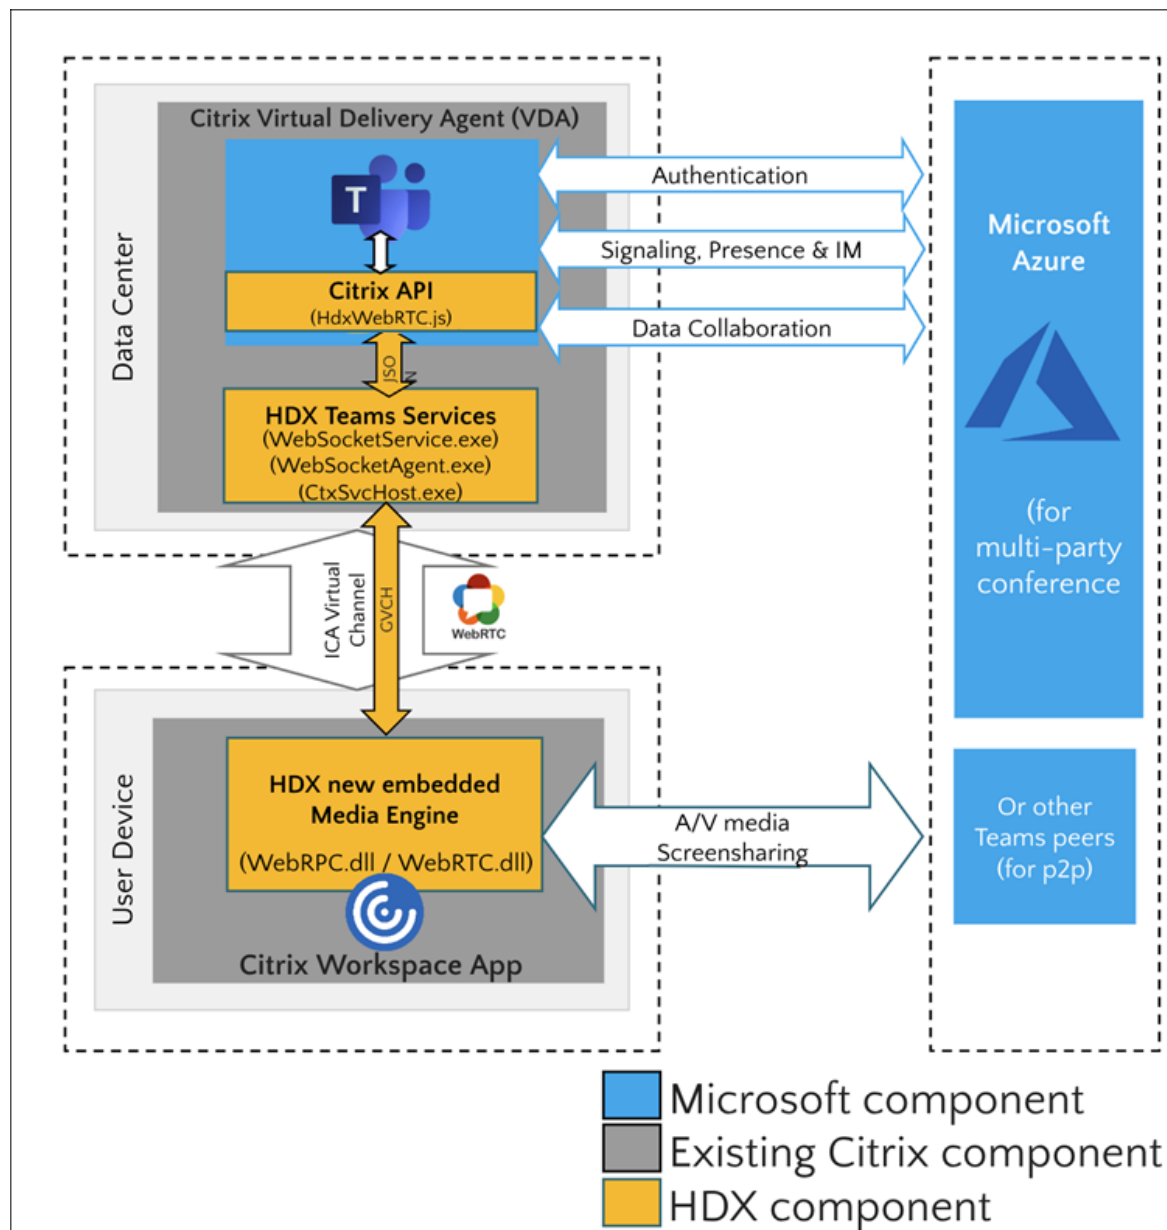 Citrix Virtual Delivery Agent (VDA)
T
Citrix API
(HdxWebRTC.js)
JSO
N
HDX Teams Services
(WebSocketService.exe)
(WebSocketAgent.exe)
(CtxSvcHost.exe)
Data Center
Authentication
Signaling, Presence & IM
Data Collaboration
Microsoft
Azure
(for
multi-party
conference
ICA Virtual
Channel
GVCH
WebRTC
User Device
HDX new embedded
Media Engine
(WebRPC.dll / WebRTC.dll)
Citrix Workspace App
A/V media
Screensharing
Or other
Teams peers
(for p2p)
Microsoft component
Existing Citrix component
HDX component